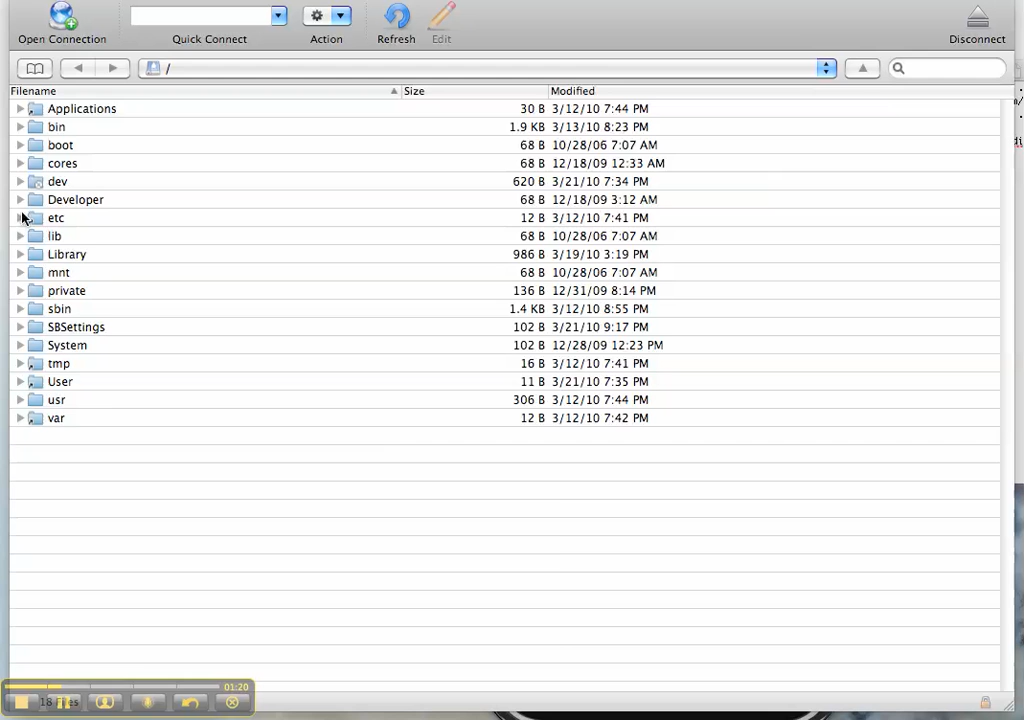 Open Connection Quick Connect Action Refresh Edit Disconnect
/
Filename Size Modified
Applications 30 B 3/12/10 7:44 PM
bin 1.9 KB 3/13/10 8:23 PM
boot 68 B 10/28/06 7:07 AM
cores 68 B 12/18/09 12:33 AM
dev 620 B 3/21/10 7:34 PM
Developer 68 B 12/18/09 3:12 AM
etc 12 B 3/12/10 7:41 PM
lib 68 B 10/28/06 7:07 AM
Library 986 B 3/19/10 3:19 PM
mnt 68 B 10/28/06 7:07 AM
private 136 B 12/31/09 8:14 PM
sbin 1.4 KB 3/12/10 8:55 PM
SBSettings 102 B 3/21/10 9:17 PM
System 102 B 12/28/09 12:23 PM
tmp 16 B 3/12/10 7:41 PM
User 11 B 3/21/10 7:35 PM
usr 306 B 3/12/10 7:44 PM
var 12 B 3/12/10 7:42 PM
01:20
18 Files